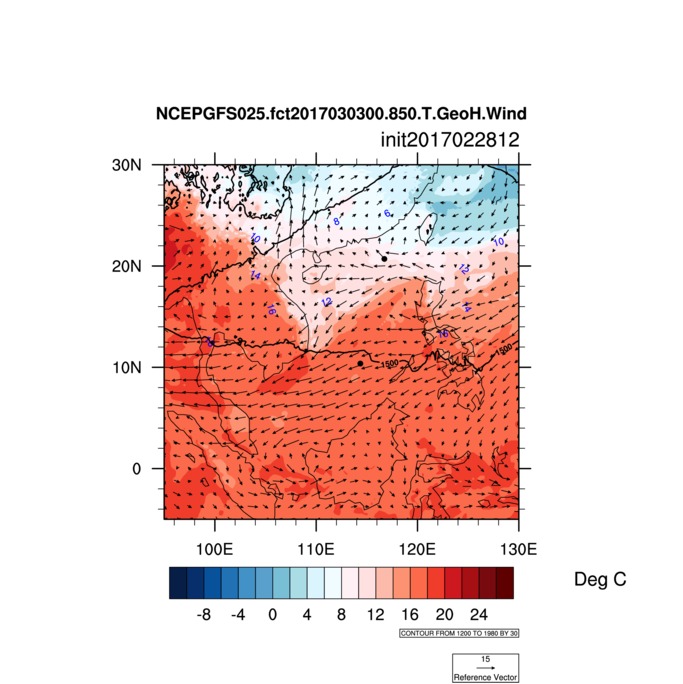 NCEPGFS025.fct2017030300.850.T.GeoH.Wind
init2017022812
30N
20N
10N
0
100E 110E 120E 130E
6
8
10
10
12
14
16
12
14
16
1500
1500
-8 -4 0 4 8 12 16 20 24
Deg C
CONTOUR FROM 1200 TO 1980 BY 30
15
Reference Vector